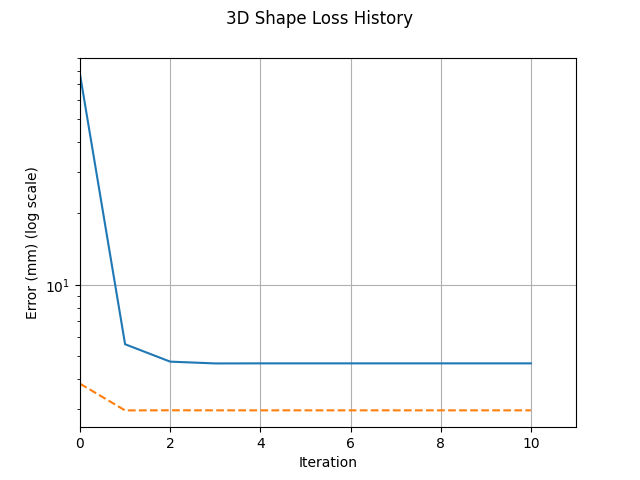 3D Shape Loss History
Error (mm) (log scale)
10¹
0 2 4 6 8 10
Iteration